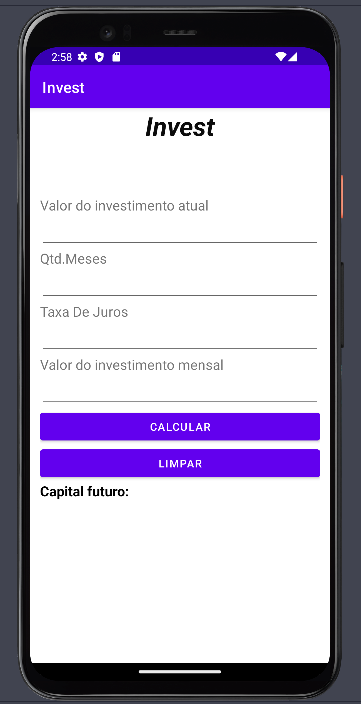 2:58
Invest
Invest
Valor do investimento atual
Qtd.Meses
Taxa De Juros
Valor do investimento mensal
CALCULAR
LIMPAR
Capital futuro: